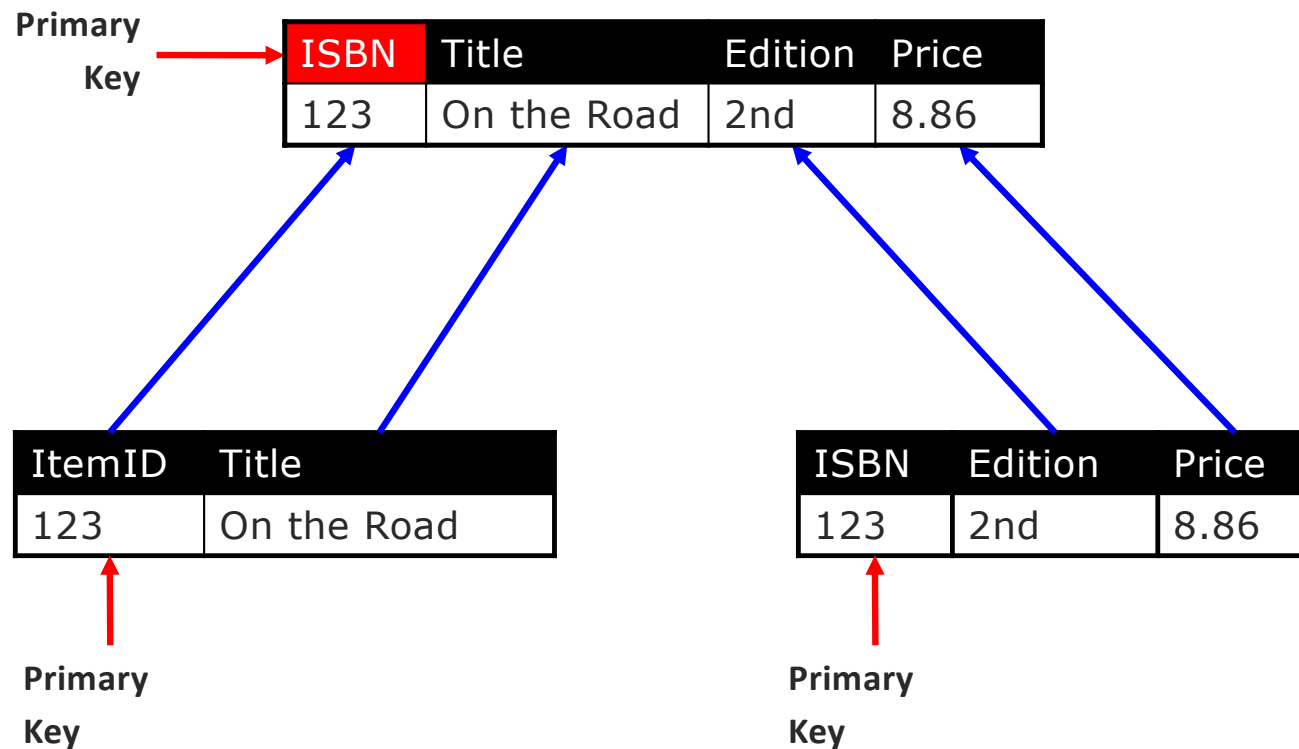 Primary
Key
ISBN Title Edition Price
123 On the Road 2nd 8.86
ItemID Title
123 On the Road
ISBN Edition Price
123 2nd 8.86
Primary
Key
Primary
Key